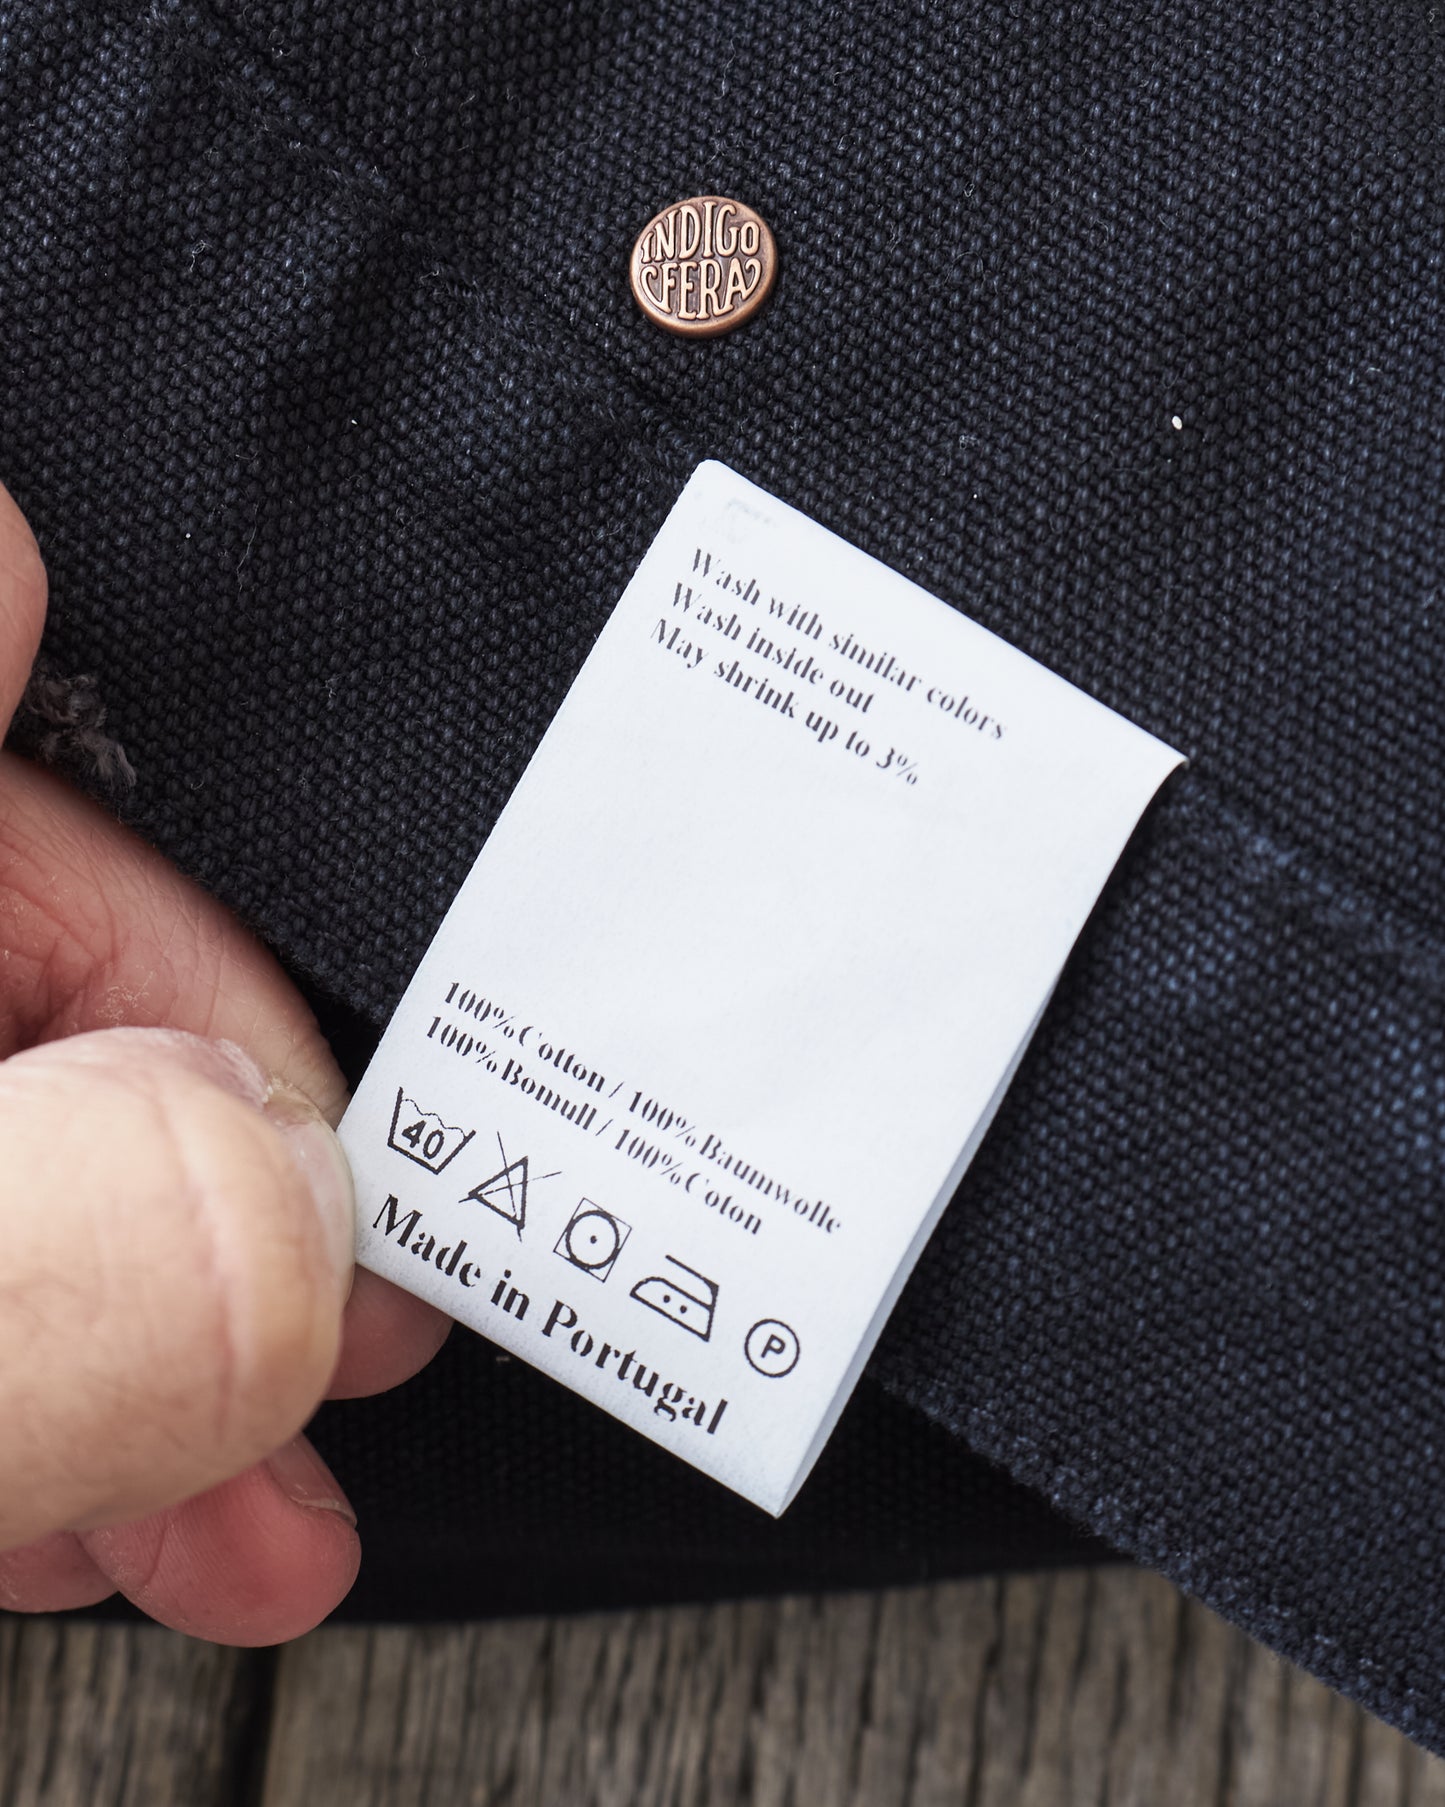 INDIGO
FERA
Wash with similar colors
Wash inside out
May shrink up to 3%
100% Cotton / 100% Baumwolle
100% Bomull / 100% Coton
40
P
Made in Portugal